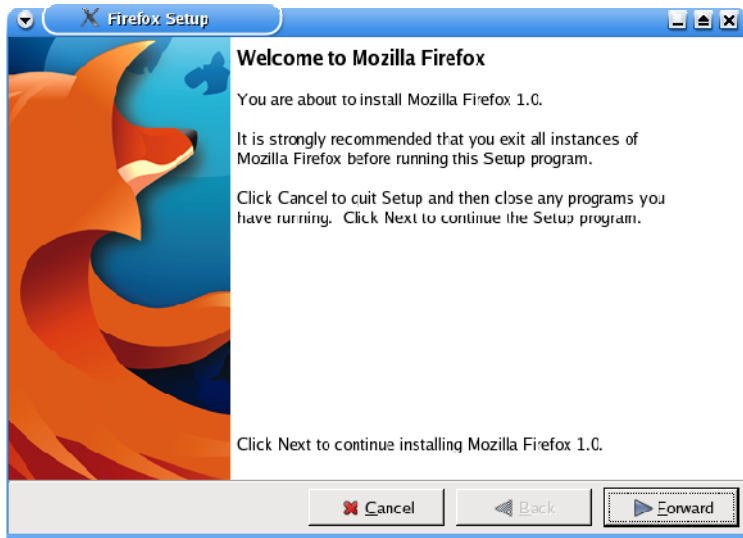 Firefox Setup
Welcome to Mozilla Firefox
You are about to install Mozilla Firefox 1.0.
It is strongly recommended that you exit all instances of
Mozilla Firefox before running this Setup program.
Click Cancel to quit Setup and then close any programs you
have running. Click Next to continue the Setup program.
Click Next to continue installing Mozilla Firefox 1.0.
Cancel Back Forward